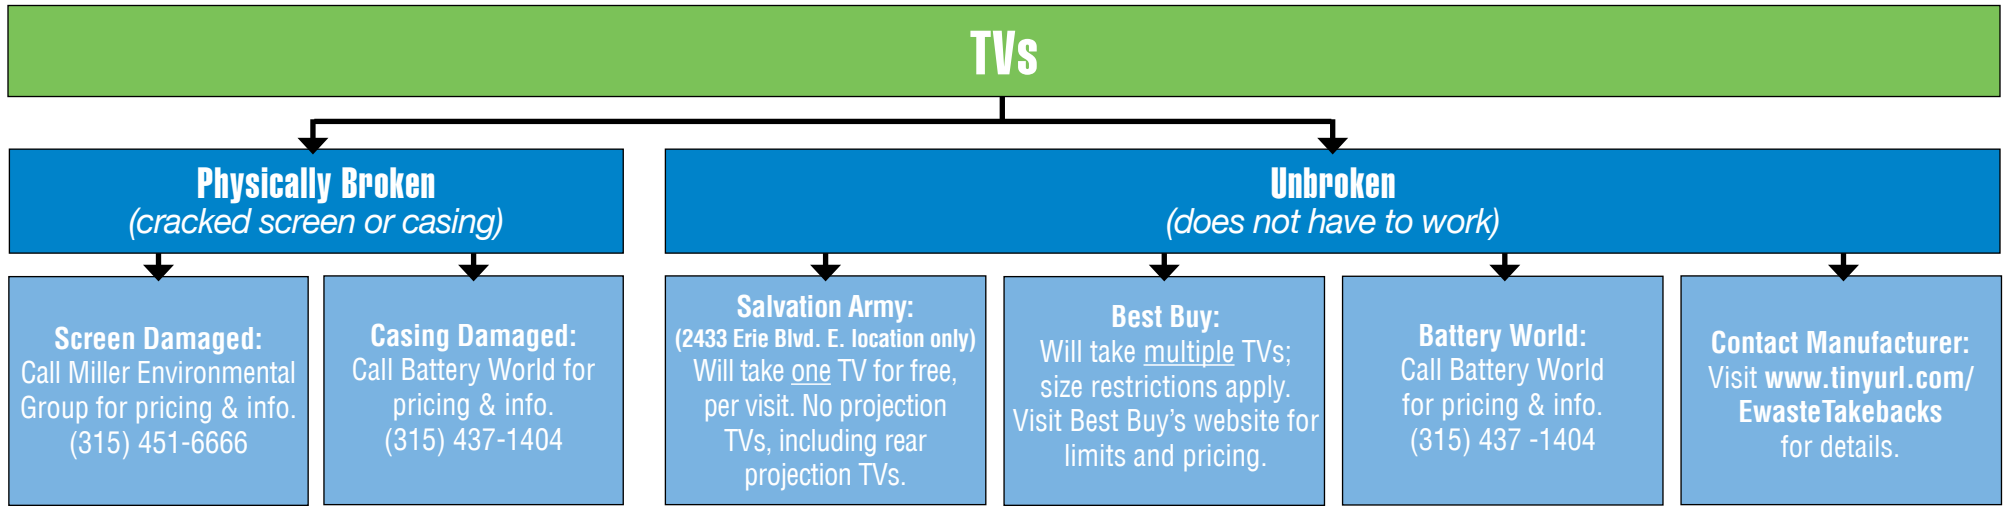 TVs
Physically Broken
(cracked screen or casing)
Unbroken
(does not have to work)
Screen Damaged:
Call Miller Environmental
Group for pricing & info.
(315) 451-6666
Casing Damaged:
Call Battery World for
pricing & info.
(315) 437-1404
Salvation Army:
(2433 Erie Blvd. E. location only)
Will take one TV for free,
per visit. No projection
TVs, including rear
projection TVs.
Best Buy:
Will take multiple TVs;
size restrictions apply.
Visit Best Buy's website for
limits and pricing.
Battery World:
Call Battery World
for pricing & info.
(315) 437 -1404
Contact Manufacturer:
Visit www.tinyurl.com/
EwasteTakebacks
for details.